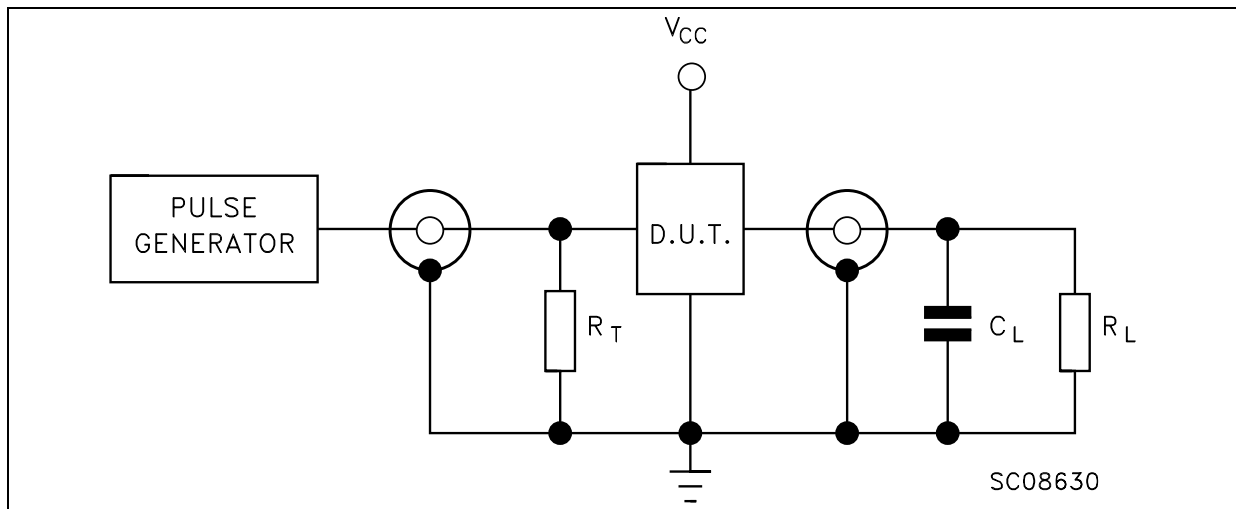 VCC
PULSE
GENERATOR
D.U.T.
RT
CL
RL
SC08630